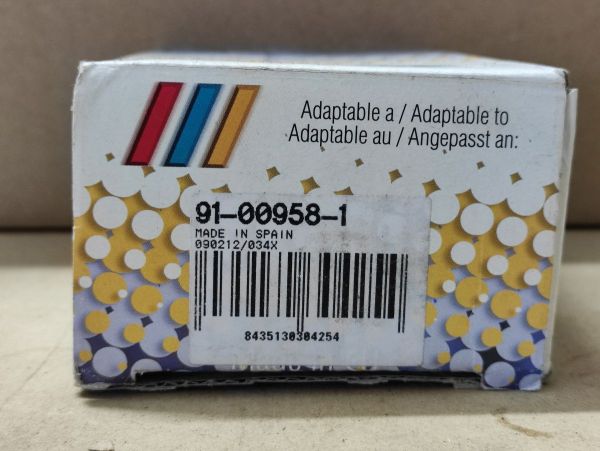 Adaptable a / Adaptable to
Adaptable au / Angepasst an:
91-00958-1
MADE IN SPAIN
090212/034X
8435130304254